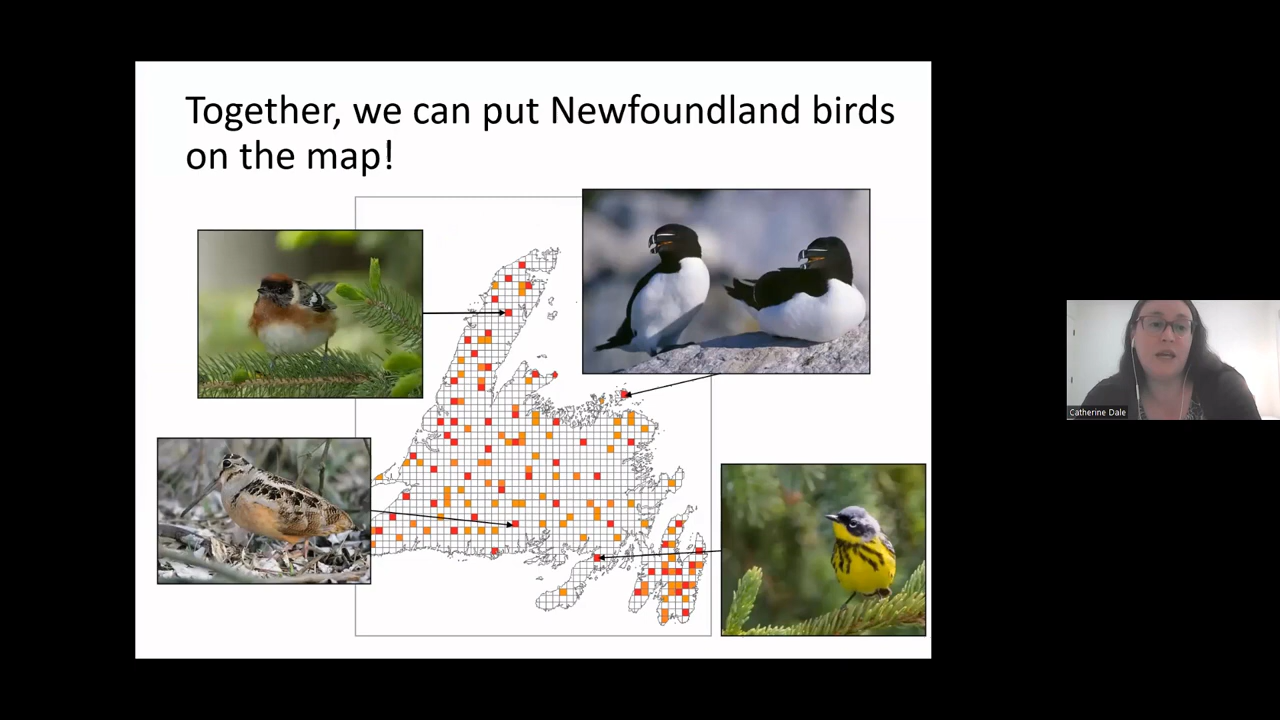 Together, we can put Newfoundland birds
on the map!
Catherine Dale